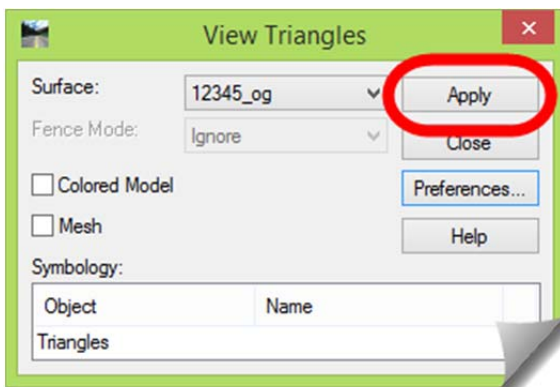 View Triangles
Surface: 12345_og Apply
Fence Mode: Ignore Close
Colored Model Preferences...
Mesh Help
Symbology:
Object Name
Triangles